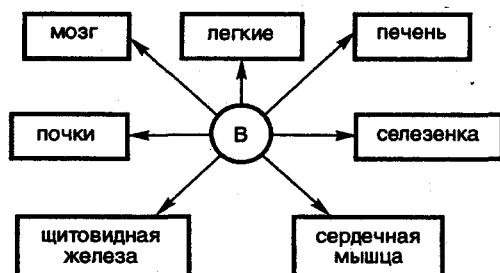 мозг
легкие
печень
почки
В
селезенка
щитовидная
железа
сердечная
мышца